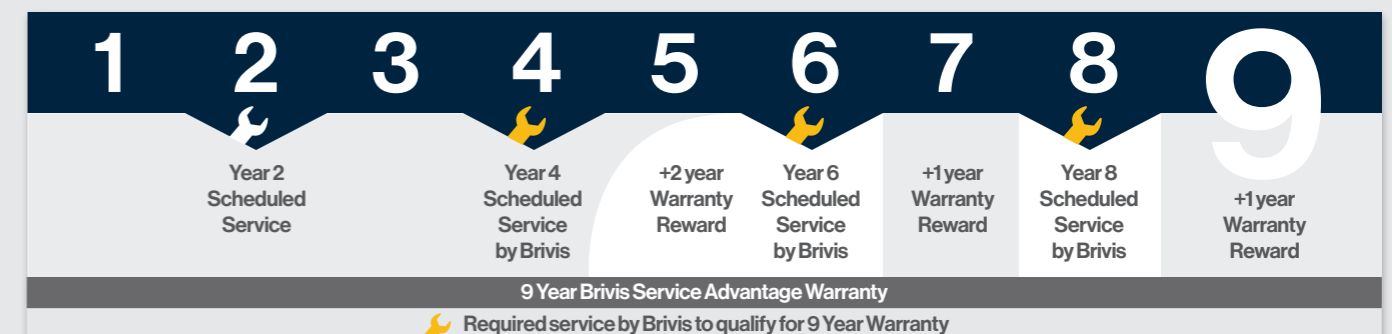 1 2 3 4 5 6 7 8 9
Year 2
Scheduled
Service
Year 4
Scheduled
Service
by Brivis
+2 year
Warranty
Reward
Year 6
Scheduled
Service
by Brivis
+1 year
Warranty
Reward
Year 8
Scheduled
Service
by Brivis
+1 year
Warranty
Reward
9 Year Brivis Service Advantage Warranty
Required service by Brivis to qualify for 9 Year Warranty